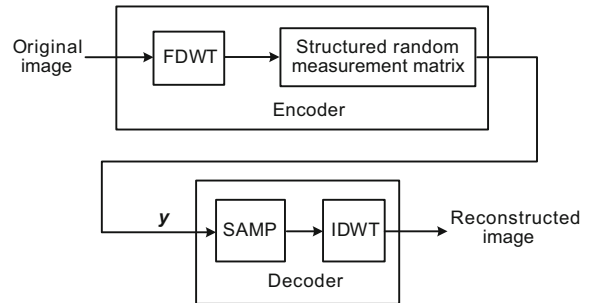 Original
image
FDWT
Structured random
measurement matrix
Encoder
y
SAMP
IDWT
Reconstructed
image
Decoder